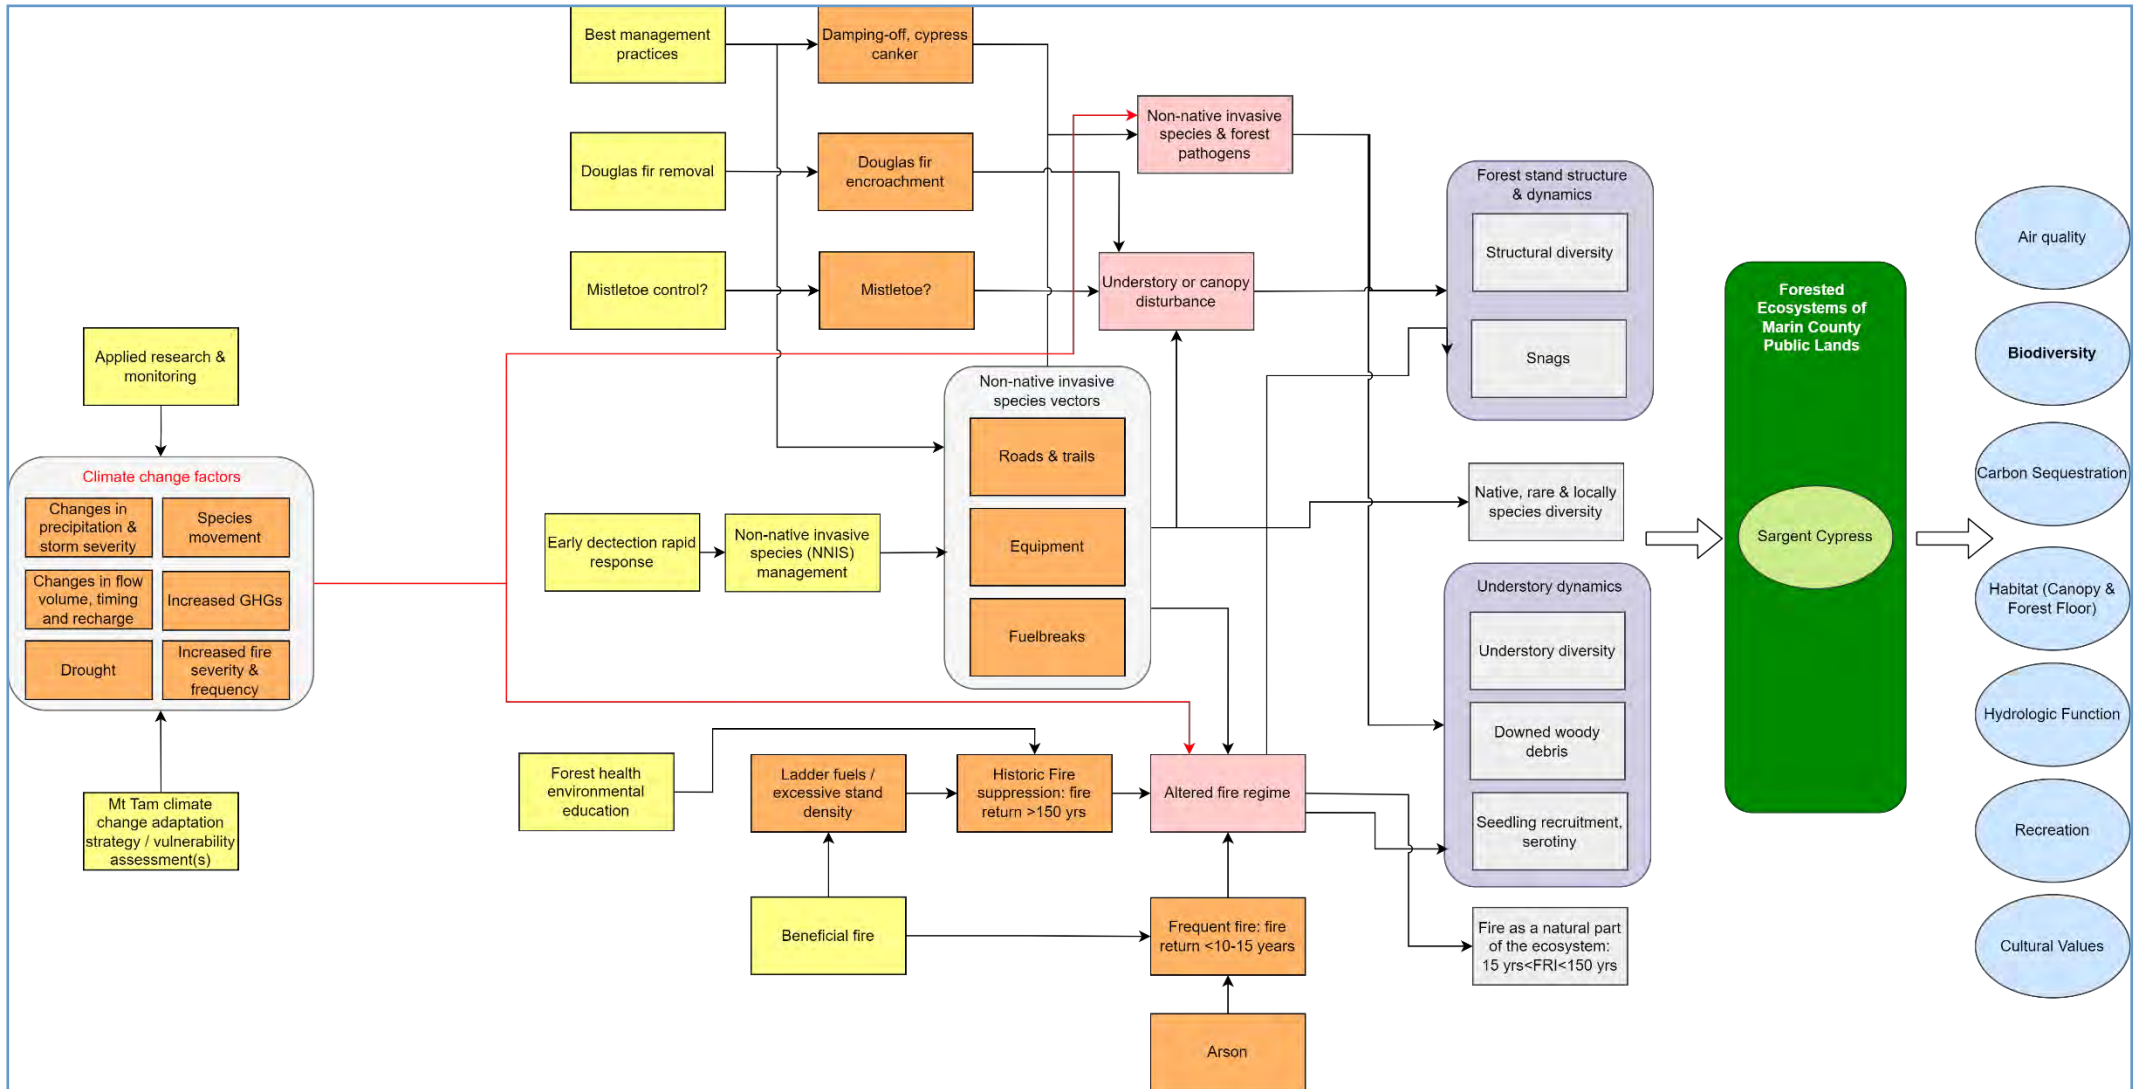 Best management
practices
Damping-off, cypress
canker
Non-native invasive
species & forest
pathogens
Douglas fir removal
Douglas fir
encroachment
Mistletoe control?
Mistletoe?
Understory or canopy
disturbance
Forest stand structure
& dynamics
Structural diversity
Snags
Applied research &
monitoring
Climate change factors
Changes in
precipitation &
storm severity
Species
movement
Changes in flow
volume, timing
and recharge
Increased GHGs
Drought
Increased fire
severity &
frequency
Mt Tam climate
change adaptation
strategy / vulnerability
assessment(s)
Early dectection rapid
response
Non-native invasive
species (NNIS)
management
Non-native invasive
species vectors
Roads & trails
Equipment
Fuelbreaks
Native, rare & locally
species diversity
Understory dynamics
Understory diversity
Downed woody
debris
Seedling recruitment,
serotiny
Forest health
environmental
education
Ladder fuels /
excessive stand
density
Historic Fire
suppression: fire
return >150 yrs
Altered fire regime
Beneficial fire
Frequent fire: fire
return <10-15 years
Fire as a natural part
of the ecosystem:
15 yrs<FRI<150 yrs
Arson
Forested
Ecosystems of
Marin County
Public Lands
Sargent Cypress
Air quality
Biodiversity
Carbon Sequestration
Habitat (Canopy &
Forest Floor)
Hydrologic Function
Recreation
Cultural Values